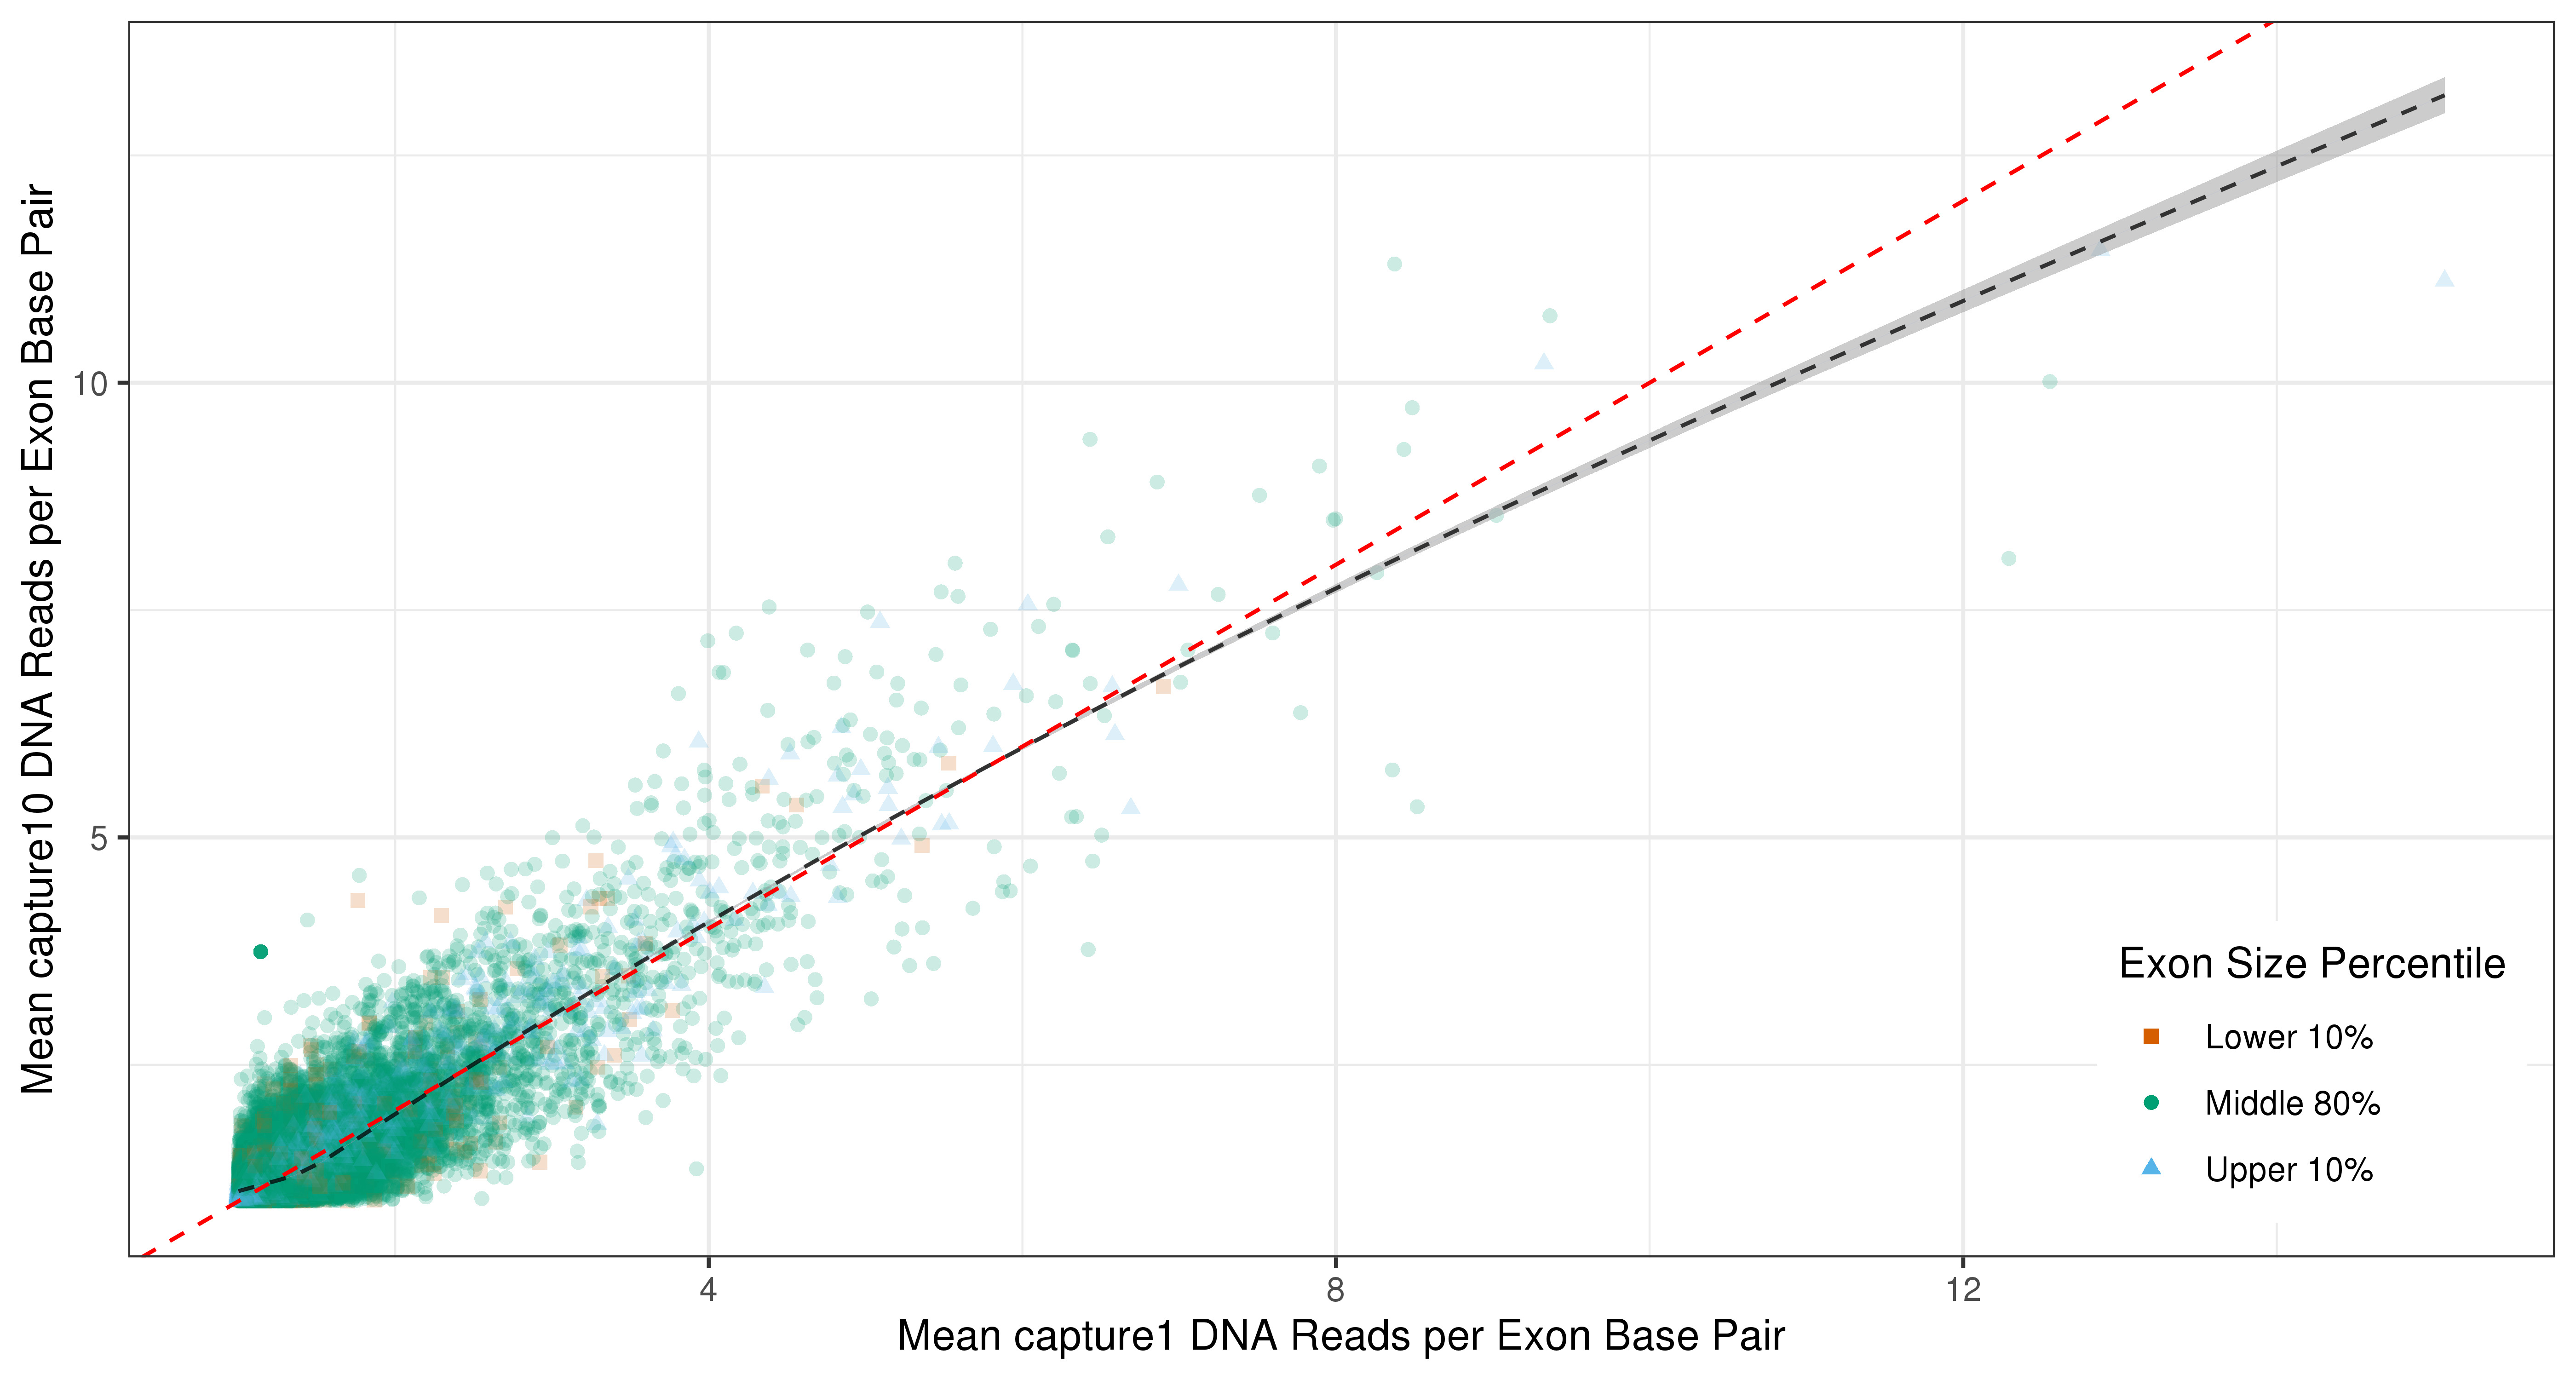 Mean capture10 DNA Reads per Exon Base Pair
10
5
Exon Size Percentile
Lower 10%
Middle 80%
Upper 10%
4
8
12
Mean capture1 DNA Reads per Exon Base Pair